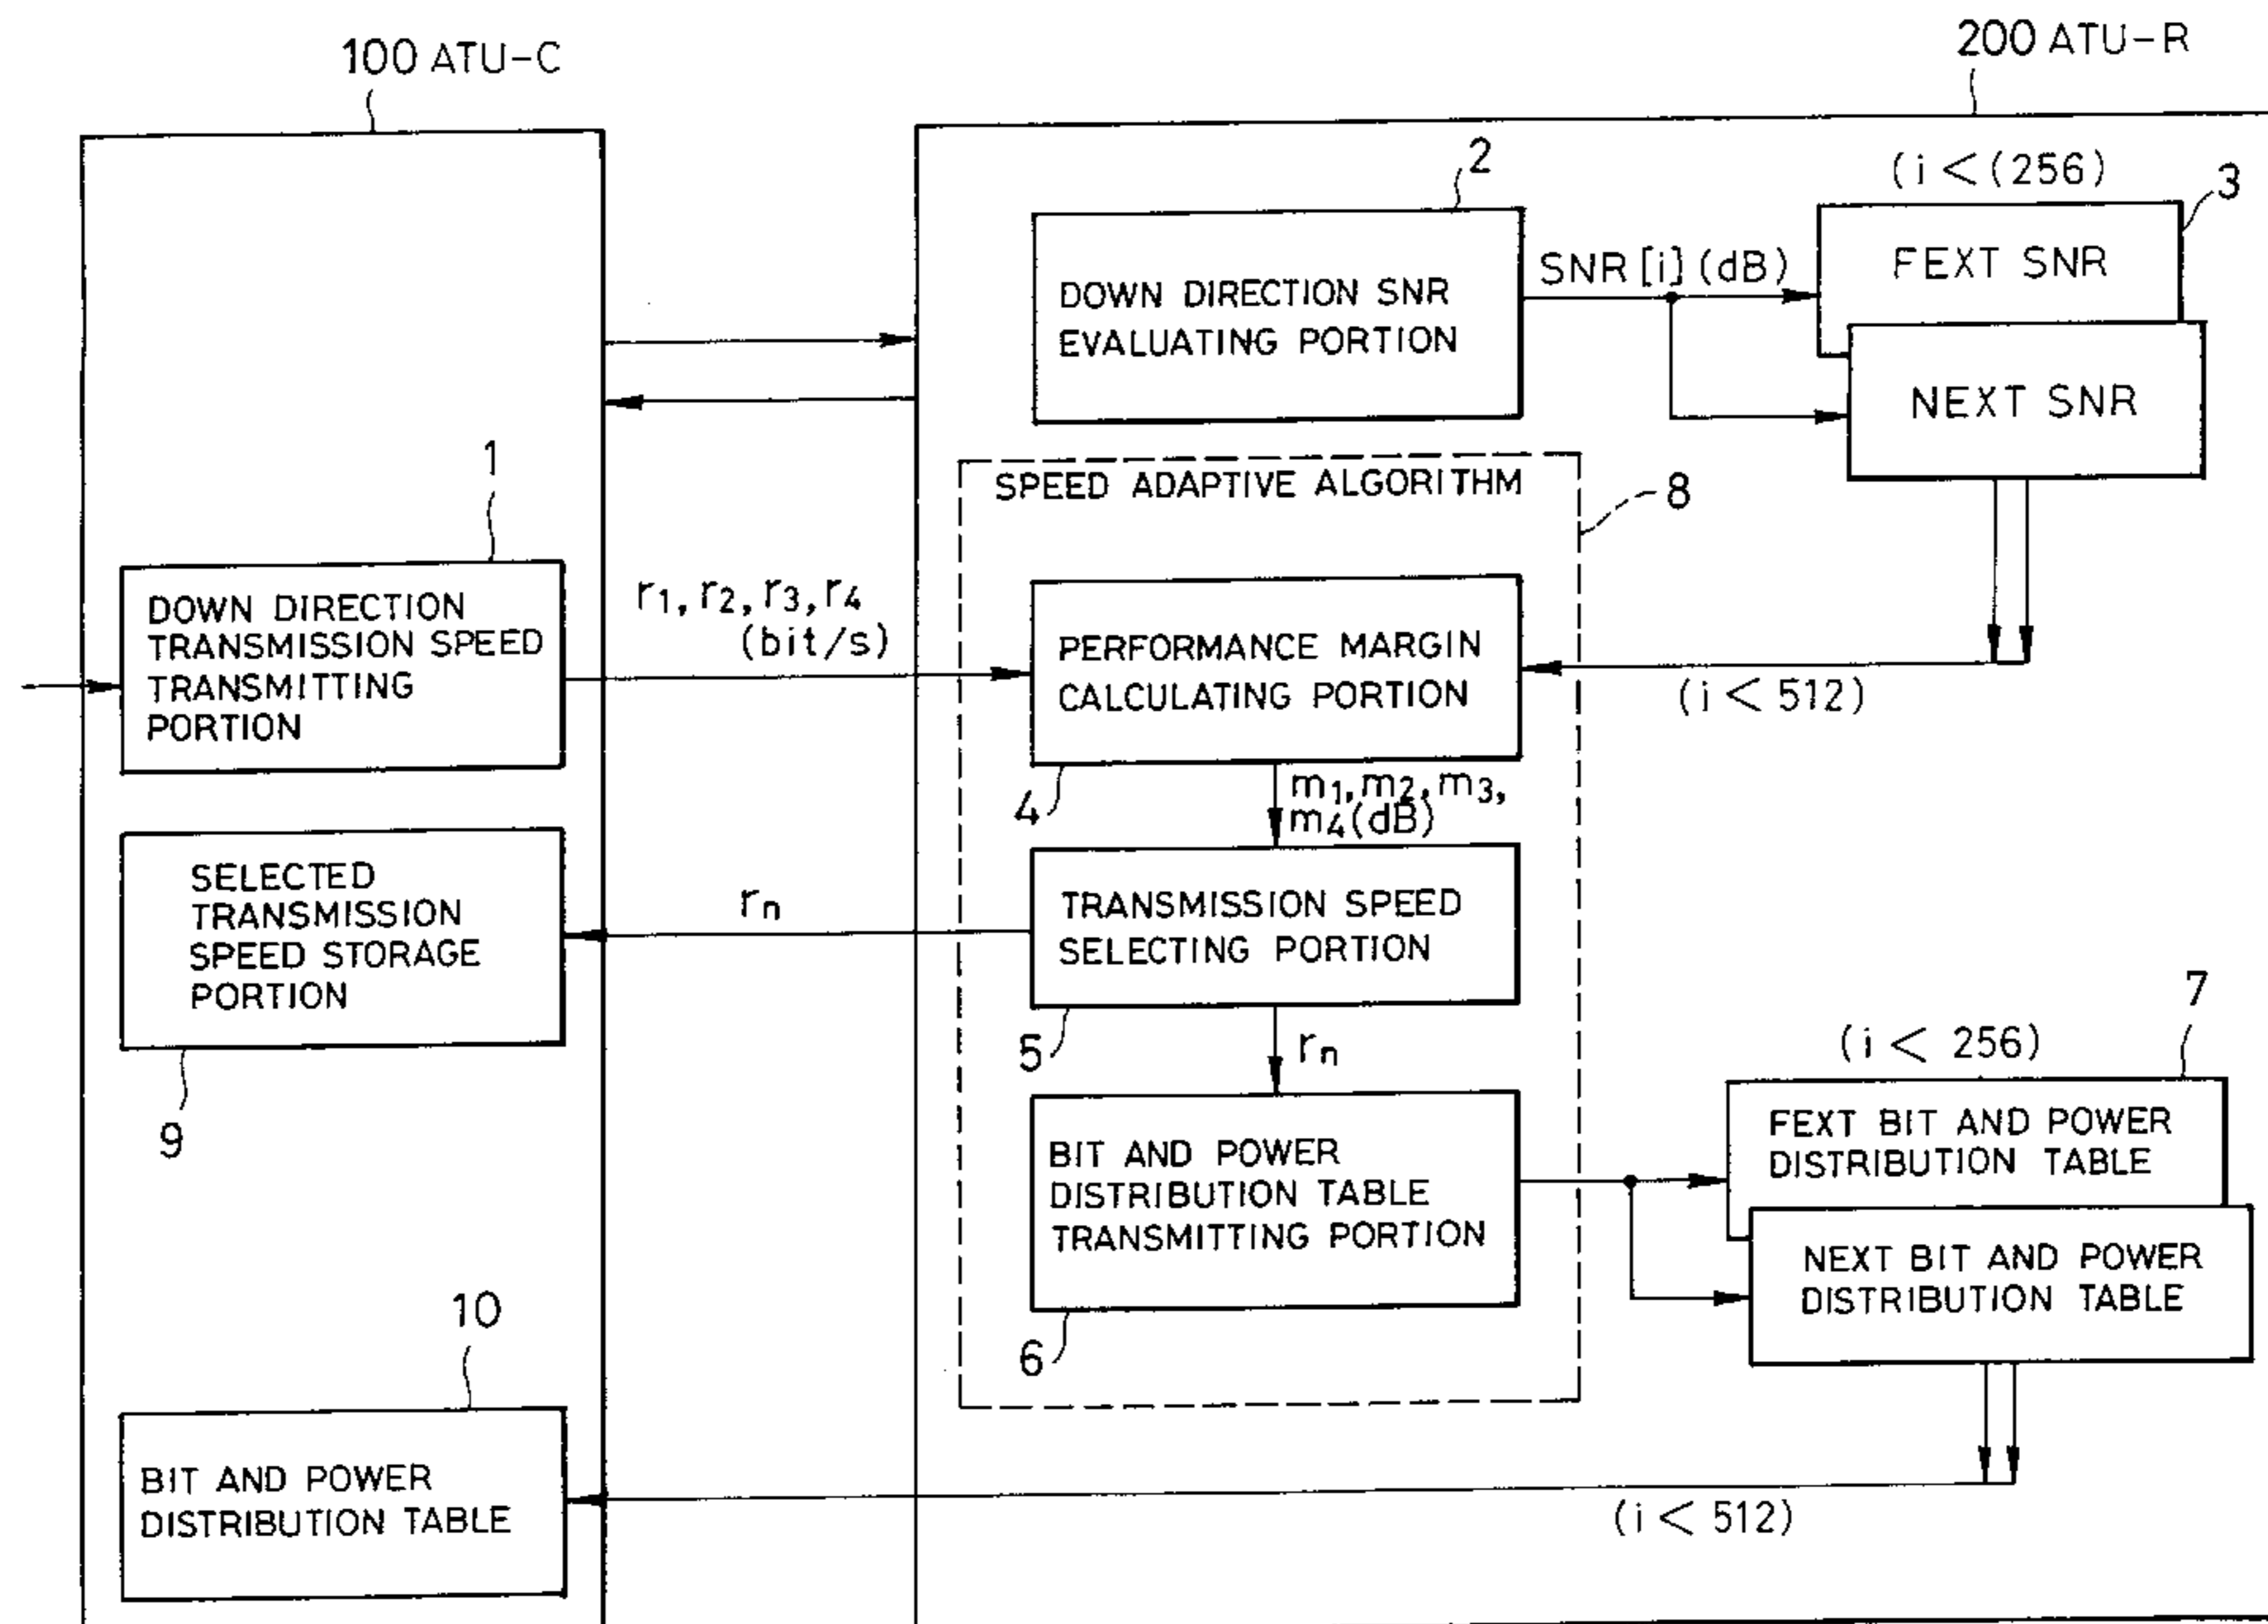 100 ATU-C
200 ATU-R
2
(i < (256)
3
DOWN DIRECTION SNR
EVALUATING PORTION
SNR [i] (dB)
FEXT SNR
NEXT SNR
1
SPEED ADAPTIVE ALGORITHM
8
DOWN DIRECTION
TRANSMISSION SPEED
TRANSMITTING
PORTION
r1, r2, r3, r4
(bit/s)
PERFORMANCE MARGIN
CALCULATING PORTION
(i < 512)
4
m1, m2, m3,
m4(dB)
SELECTED
TRANSMISSION
SPEED STORAGE
PORTION
9
rn
TRANSMISSION SPEED
SELECTING PORTION
5
rn
7
(i < 256)
BIT AND POWER
DISTRIBUTION TABLE
TRANSMITTING PORTION
6
FEXT BIT AND POWER
DISTRIBUTION TABLE
NEXT BIT AND POWER
DISTRIBUTION TABLE
10
BIT AND POWER
DISTRIBUTION TABLE
(i < 512)